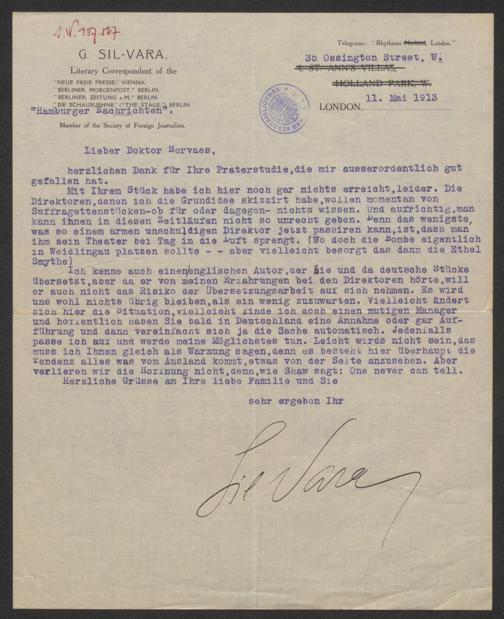 I.N. 137.067
Telegrams: "Rhythmus Norland, London."
G. SIL-VARA.
35 Ossington Street, W.
Literary Correspondent of the
4, ST. ANN'S VILLAS,
"NEUE FREIE PRESSE," VIENNA.
HOLLAND PARK, W.
"BERLINER MORGENPOST," BERLIN.
"BERLINER ZEITUNG a.M." BERLIN.
11. Mai 1913
"DIE SCHAUBUEHNE" ("THE STAGE,") BERLIN
LONDON,
"Hamburger Nachrichten".
Member of the Society of Foreign Journalists.
Lieber Doktor Servaes,
herzlichen Dank für Ihre Praterstudie,die mir ausserordentlich gut
gefallen hat.
Mit Ihrem Stück habe ich hier noch gar nichts erreicht,leider. Die
Direktoren,denen ich die Grundidee skizzirt habe,wollen momentan von
Suffragettenstücken-ob für oder dagegen- nichts wissen. Und aufrichtig,man
kann ihnen in diesen Zeitläufen nicht so unrecht geben. Denn das wenigste,
was so einem armen unschuldigen Direktor jetzt passiren kann,ist,dass man
ihm sein Theater bei Tag in die Luft sprengt. (Wo doch die Bombe eigentlich
in Weidlingau platzen sollte - - aber vielleicht besorgt das dann die Ethel
Smythe)
Ich kenne auch einen englischen Autor,der hie und da deutsche Stücke
übersetzt,aber da er von meinen Erfahrungen bei den Direktoren hörte,will
er auch nicht das Risiko der Übersetzungsarbeit auf sich nehmen. Es wird
uns wohl nichts übrig bleiben,als ein wenig zuzuwarten. Vielleicht ändert
sich hier die Situation,vielleicht finde ich doch einen mutigen Manager
und hoffentlich haben Sie bald in Deutschland eine Annahme oder gar Auf-
führung und dann vereinfacht sich ja die Sache automatisch. Jedenfalls
passe ich auf und werde meine Möglichstes tun. Leicht wirds nicht sein,das
muss ich Ihnen gleich als Warnung sagen,denn es besteht hier überhaupt die
Tendenz alles was vom Ausland kommt,etwas von der Seite anzusehen. Aber
verlieren wir die Hoffnung nicht,denn,wie Shaw sagt: One never can tell.
Herzliche Grüsse an Ihre liebe Familie und Sie
sehr ergeben Ihr
Sil Vara